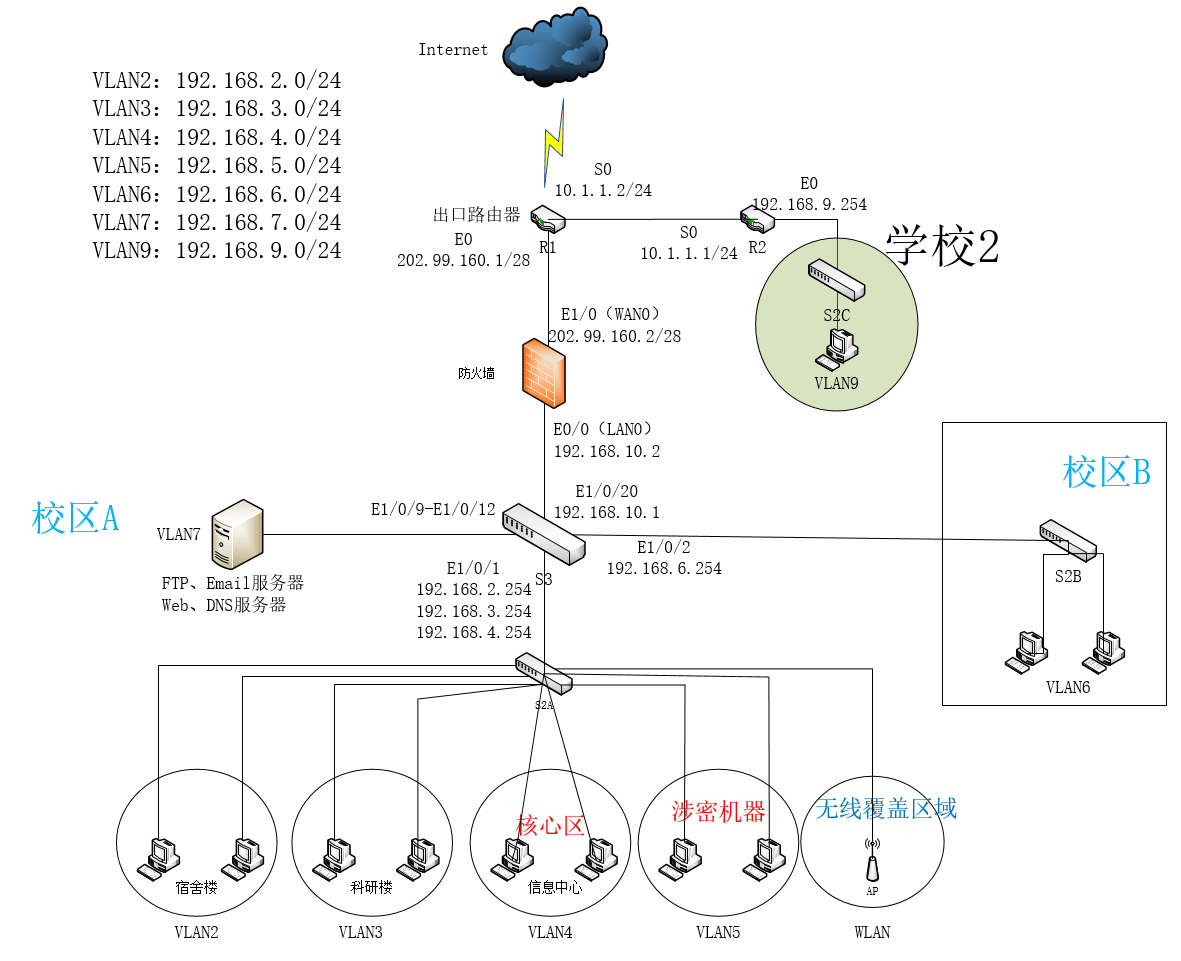 Internet
VLAN2：192.168.2.0/24
VLAN3：192.168.3.0/24
VLAN4：192.168.4.0/24
VLAN5：192.168.5.0/24
VLAN6：192.168.6.0/24
VLAN7：192.168.7.0/24
VLAN9：192.168.9.0/24
S0
10.1.1.2/24
E0
192.168.9.254
出口路由器
R1
E0
202.99.160.1/28
S0
10.1.1.1/24
R2
学校2
S2C
VLAN9
E1/0（WAN0）
202.99.160.2/28
防火墙
E0/0（LAN0）
192.168.10.2
校区A
校区B
E1/0/20
192.168.10.1
E1/0/9-E1/0/12
VLAN7
FTP、Email服务器
Web、DNS服务器
S3
E1/0/2
192.168.6.254
E1/0/1
192.168.2.254
192.168.3.254
192.168.4.254
S2B
VLAN6
S2A
核心区
涉密机器
无线覆盖区域
宿舍楼
科研楼
信息中心
AP
VLAN2
VLAN3
VLAN4
VLAN5
WLAN